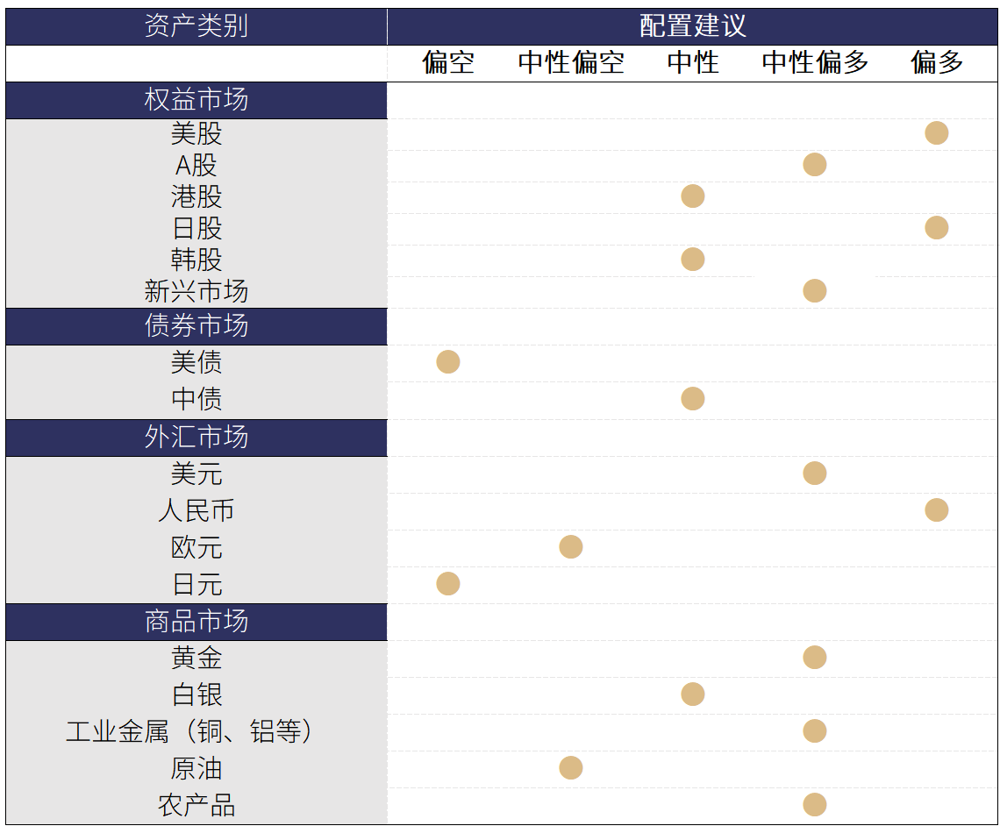 资产类别 配置建议
偏空 中性偏空 中性 中性偏多 偏多
权益市场
美股
A股
港股
日股
韩股
新兴市场
债券市场
美债
中债
外汇市场
美元
人民币
欧元
日元
商品市场
黄金
白银
工业金属（铜、铝等）
原油
农产品